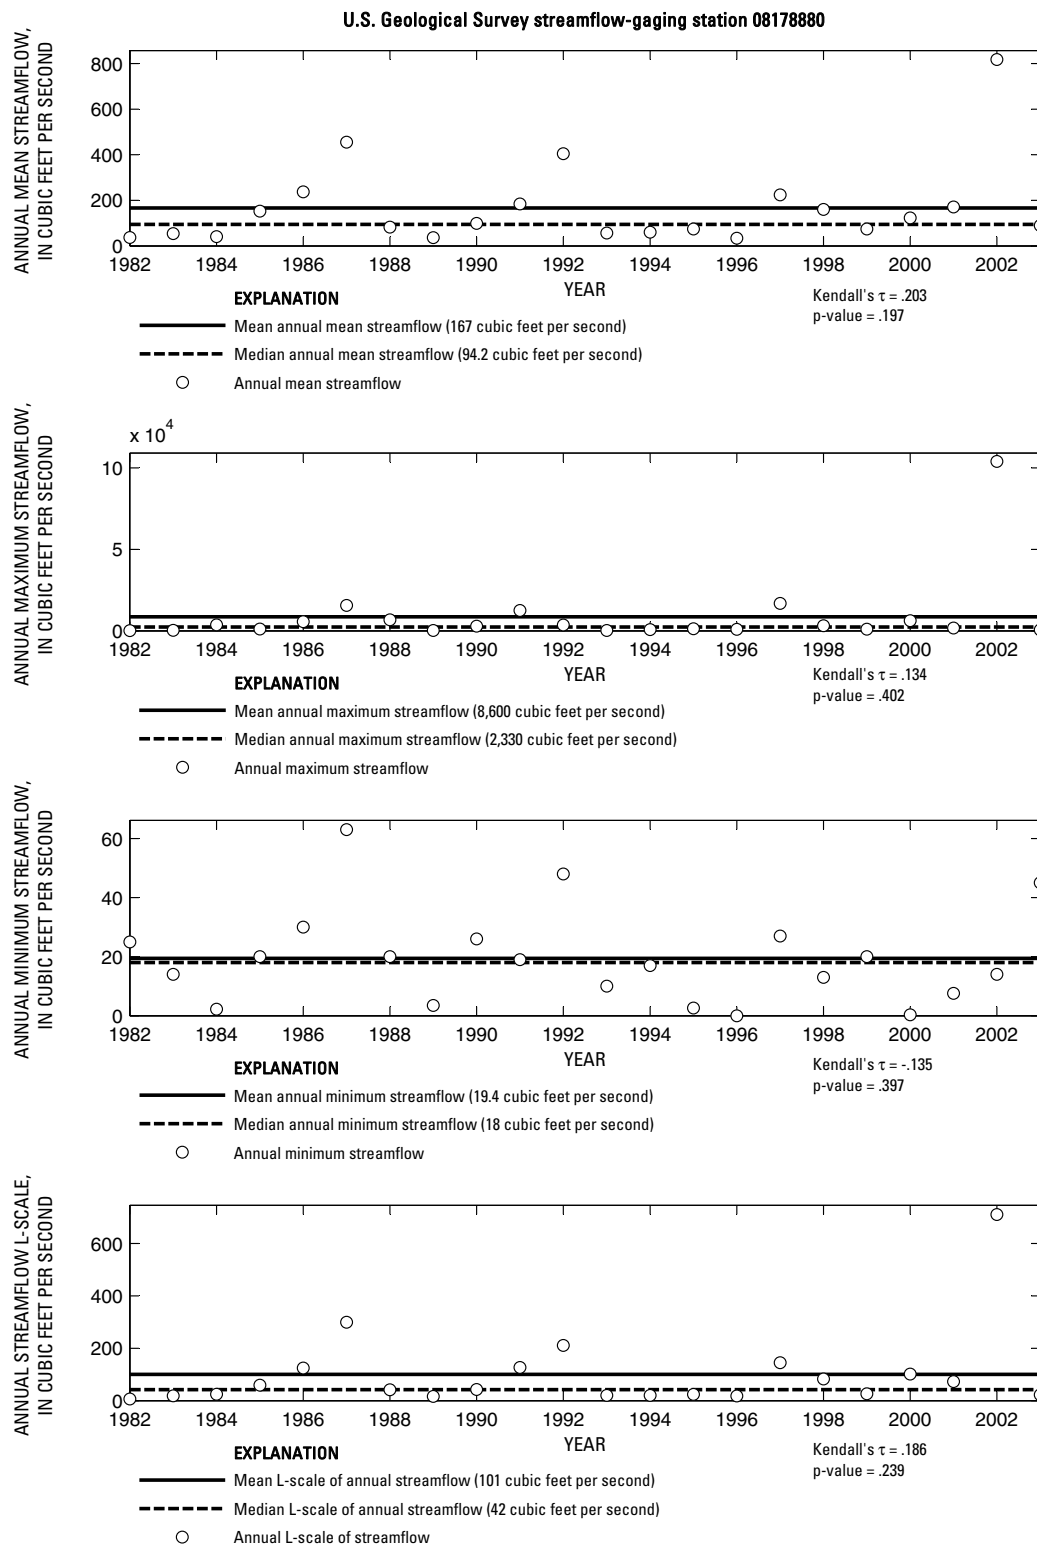 U.S. Geological Survey streamflow-gaging station 08178880
ANNUAL MEAN STREAMFLOW,
IN CUBIC FEET PER SECOND
800
600
400
200
0
1982 1984 1986 1988 1990 1992 1994 1996 1998 2000 2002
YEAR
Kendall's τ = .203
p-value = .197
EXPLANATION
Mean annual mean streamflow (167 cubic feet per second)
Median annual mean streamflow (94.2 cubic feet per second)
Annual mean streamflow
ANNUAL MAXIMUM STREAMFLOW,
IN CUBIC FEET PER SECOND
x 10^4
10
5
0
1982 1984 1986 1988 1990 1992 1994 1996 1998 2000 2002
YEAR
Kendall's τ = .134
p-value = .402
EXPLANATION
Mean annual maximum streamflow (8,600 cubic feet per second)
Median annual maximum streamflow (2,330 cubic feet per second)
Annual maximum streamflow
ANNUAL MINIMUM STREAMFLOW,
IN CUBIC FEET PER SECOND
60
40
20
0
1982 1984 1986 1988 1990 1992 1994 1996 1998 2000 2002
YEAR
Kendall's τ = -.135
p-value = .397
EXPLANATION
Mean annual minimum streamflow (19.4 cubic feet per second)
Median annual minimum streamflow (18 cubic feet per second)
Annual minimum streamflow
ANNUAL STREAMFLOW L-SCALE,
IN CUBIC FEET PER SECOND
600
400
200
0
1982 1984 1986 1988 1990 1992 1994 1996 1998 2000 2002
YEAR
Kendall's τ = .186
p-value = .239
EXPLANATION
Mean L-scale of annual streamflow (101 cubic feet per second)
Median L-scale of annual streamflow (42 cubic feet per second)
Annual L-scale of streamflow